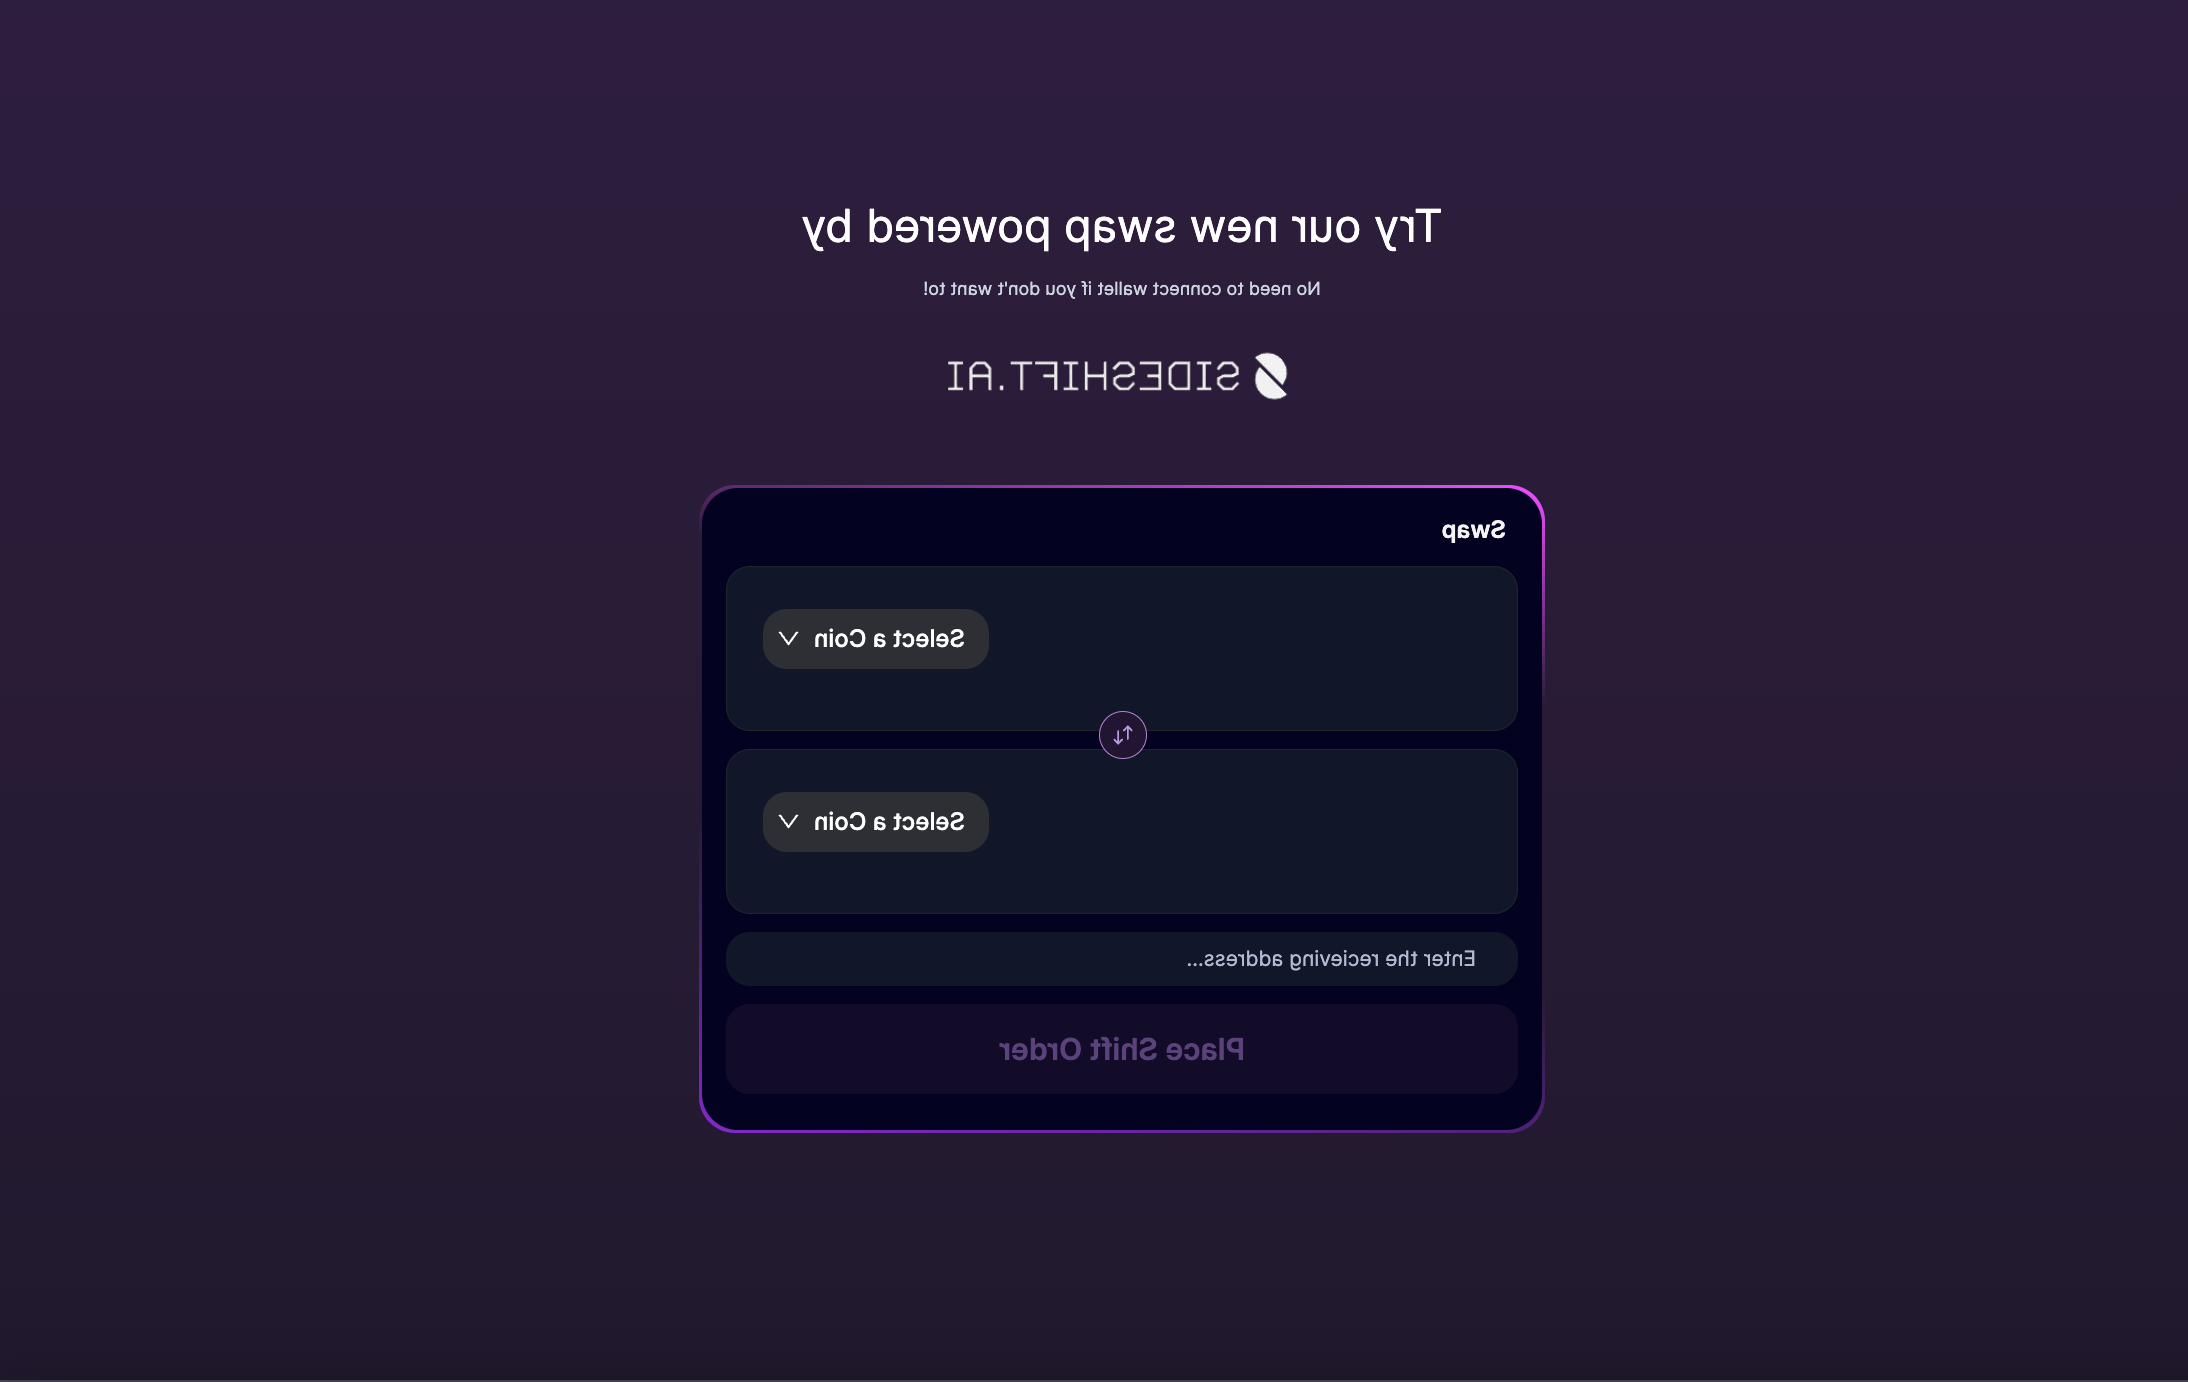 Try our new swap powered by
No need to connect wallet if you don't want to!
SIDESHIFT.AI
Swap
Select a Coin
Select a Coin
Enter the recieving address...
Place Shift Order